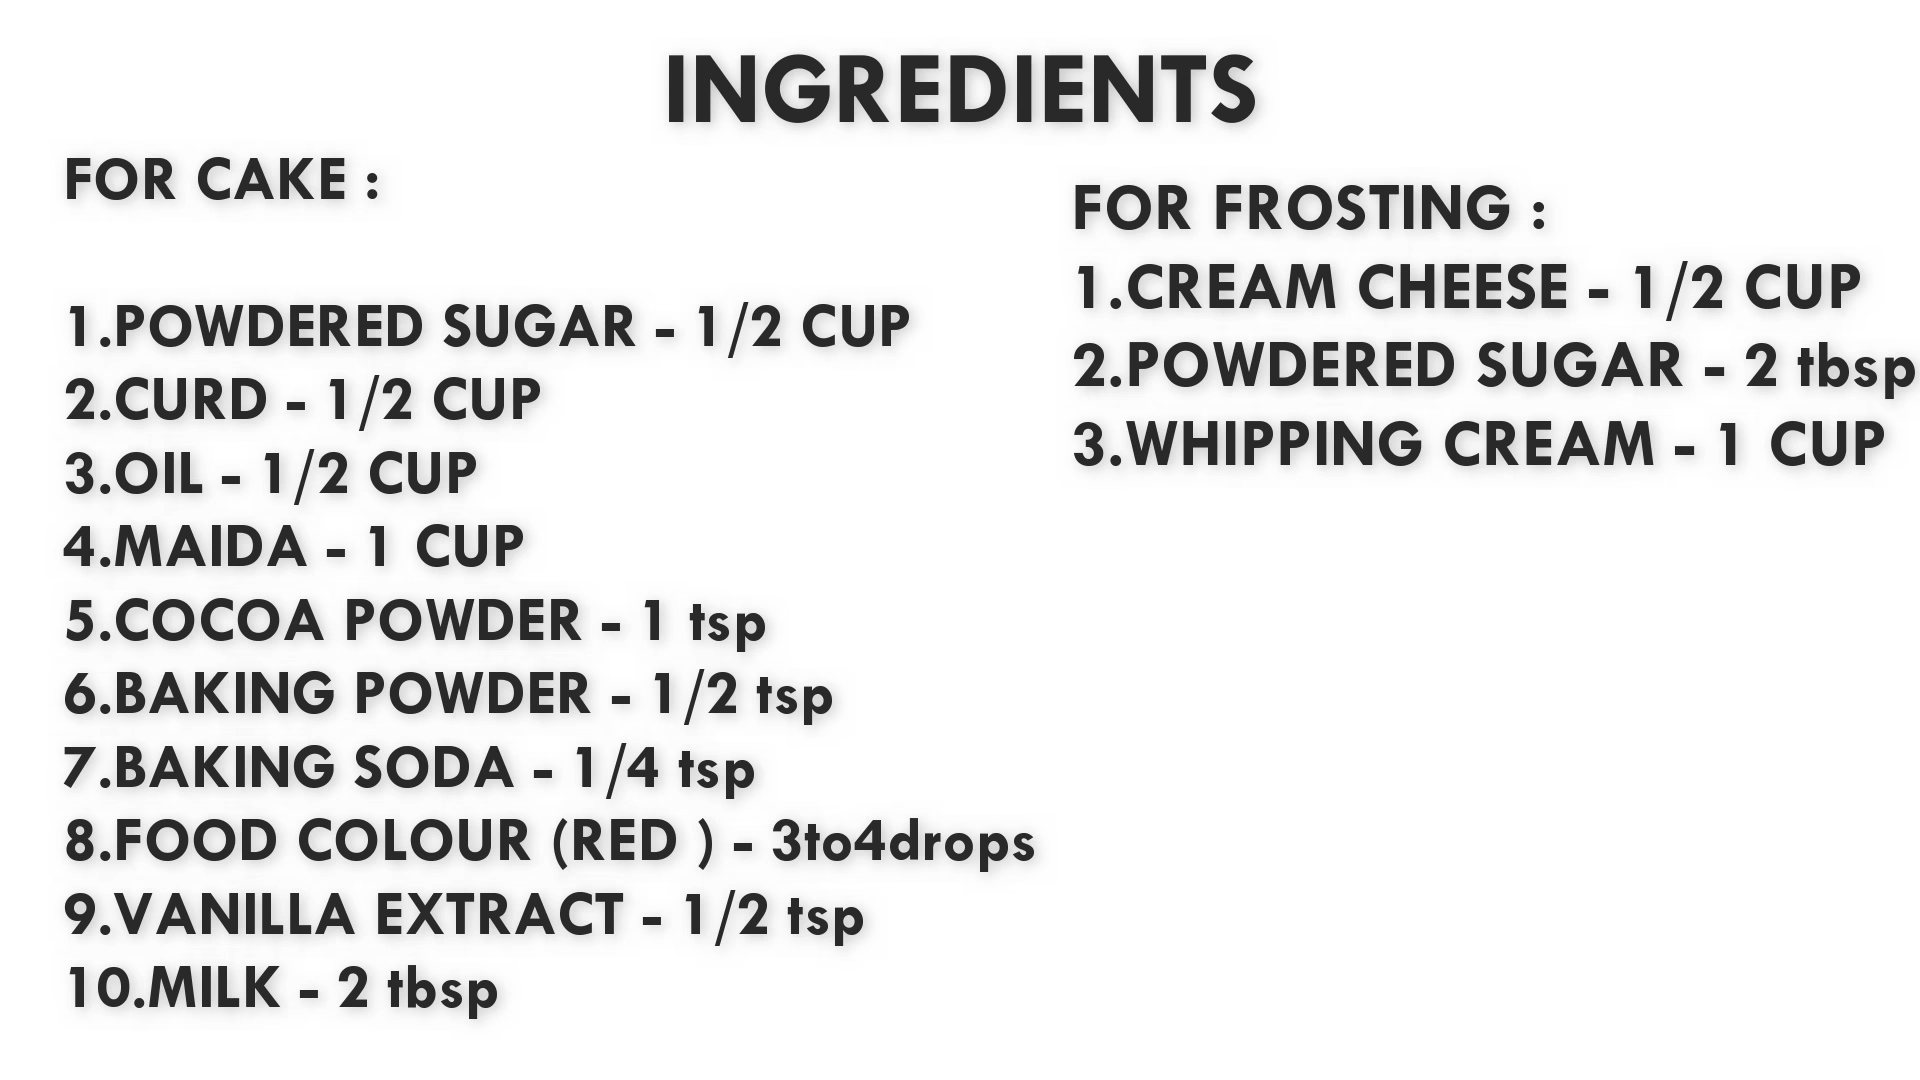 INGREDIENTS
FOR CAKE :
1.POWDERED SUGAR - 1/2 CUP
2.CURD - 1/2 CUP
3.OIL - 1/2 CUP
4.MAIDA - 1 CUP
5.COCOA POWDER - 1 tsp
6.BAKING POWDER - 1/2 tsp
7.BAKING SODA - 1/4 tsp
8.FOOD COLOUR (RED ) - 3to4drops
9.VANILLA EXTRACT - 1/2 tsp
10.MILK - 2 tbsp
FOR FROSTING :
1.CREAM CHEESE - 1/2 CUP
2.POWDERED SUGAR - 2 tbsp
3.WHIPPING CREAM - 1 CUP